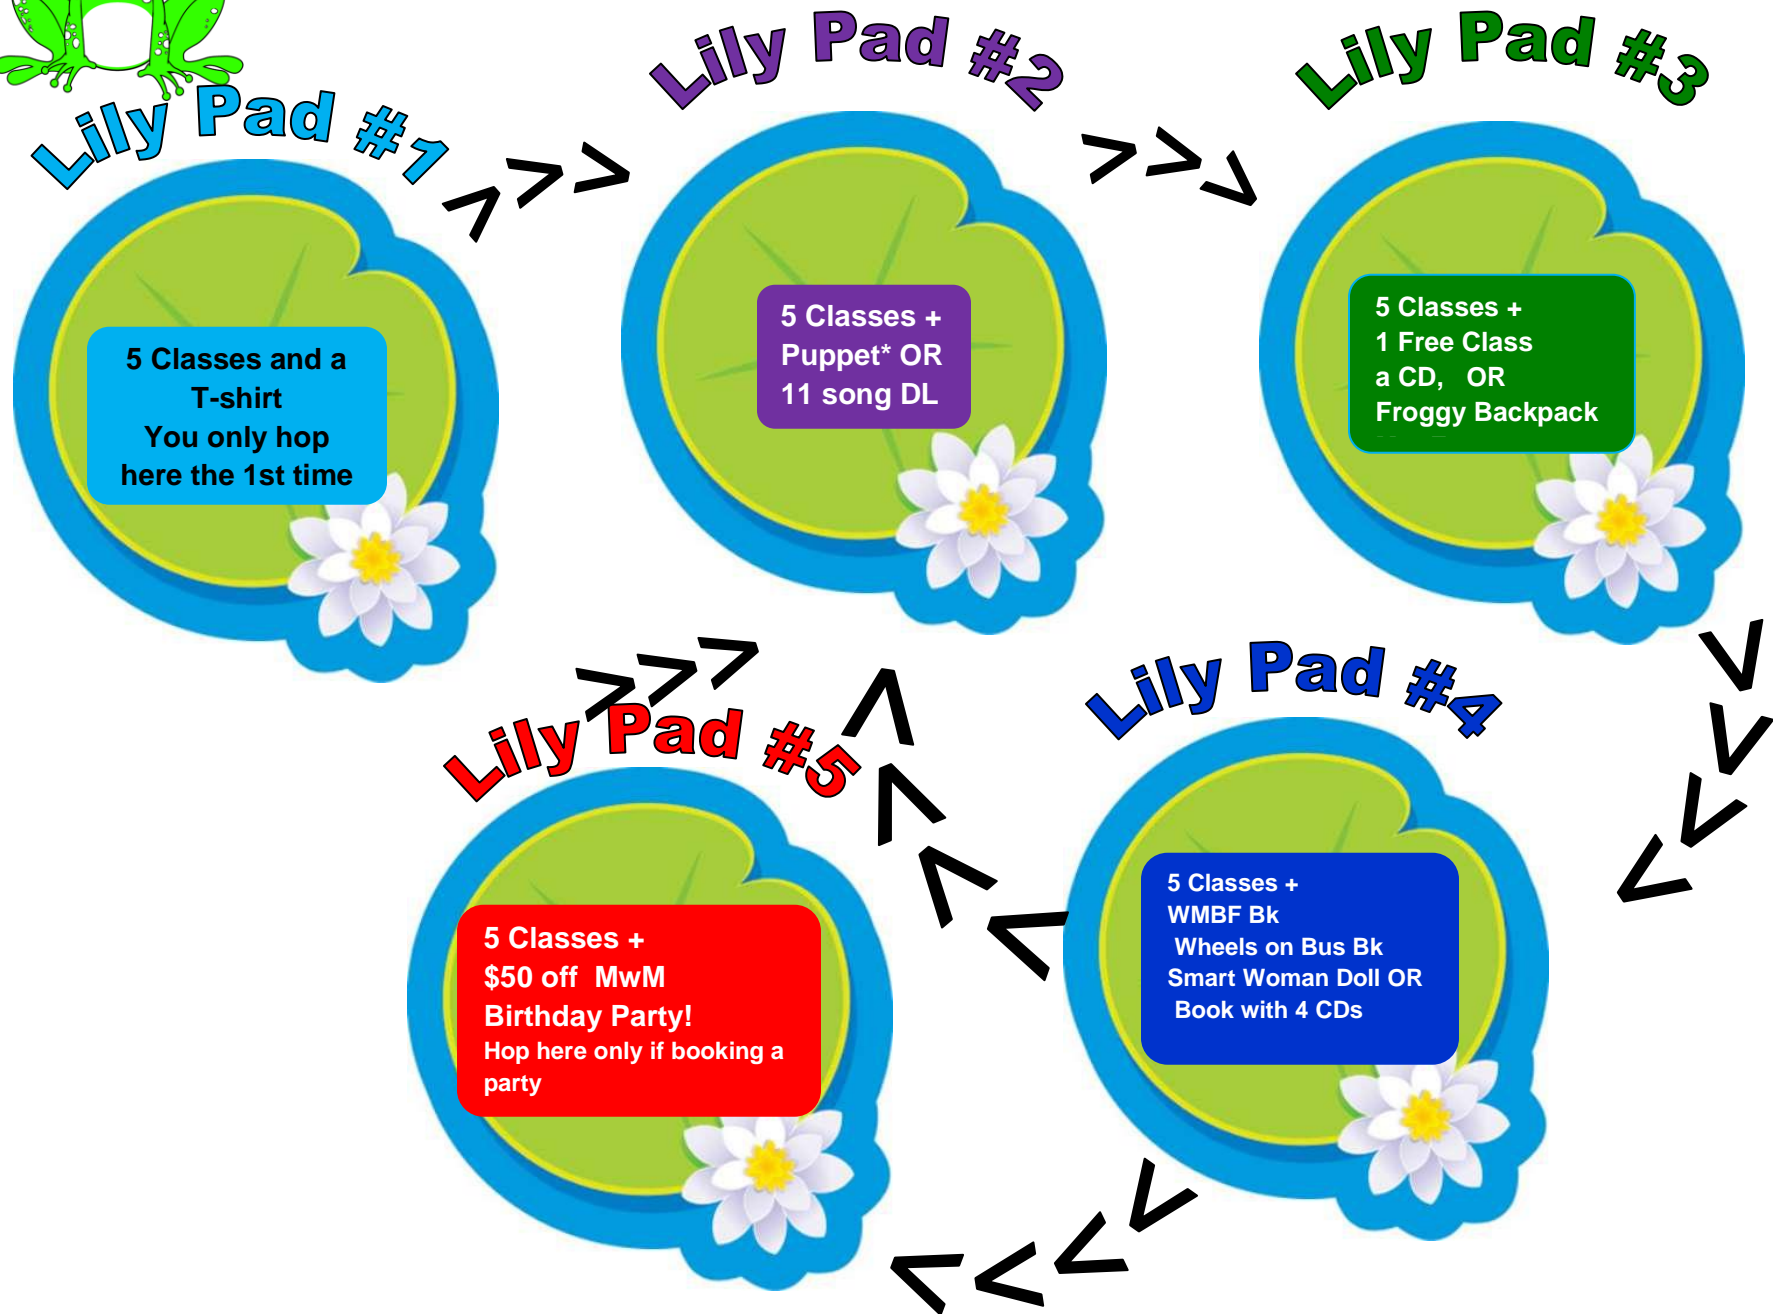 Lily Pad #1
5 Classes and a
T-shirt
You only hop
here the 1st time
> > >
Lily Pad #2
5 Classes +
Puppet* OR
11 song DL
> > >
Lily Pad #3
5 Classes +
1 Free Class
a CD, OR
Froggy Backpack
> > > >
Lily Pad #4
5 Classes +
WMBF Bk
Wheels on Bus Bk
Smart Woman Doll OR
Book with 4 CDs
> > > >
> > > >
Lily Pad #5
5 Classes +
$50 off MwM
Birthday Party!
Hop here only if booking a
party
> > >